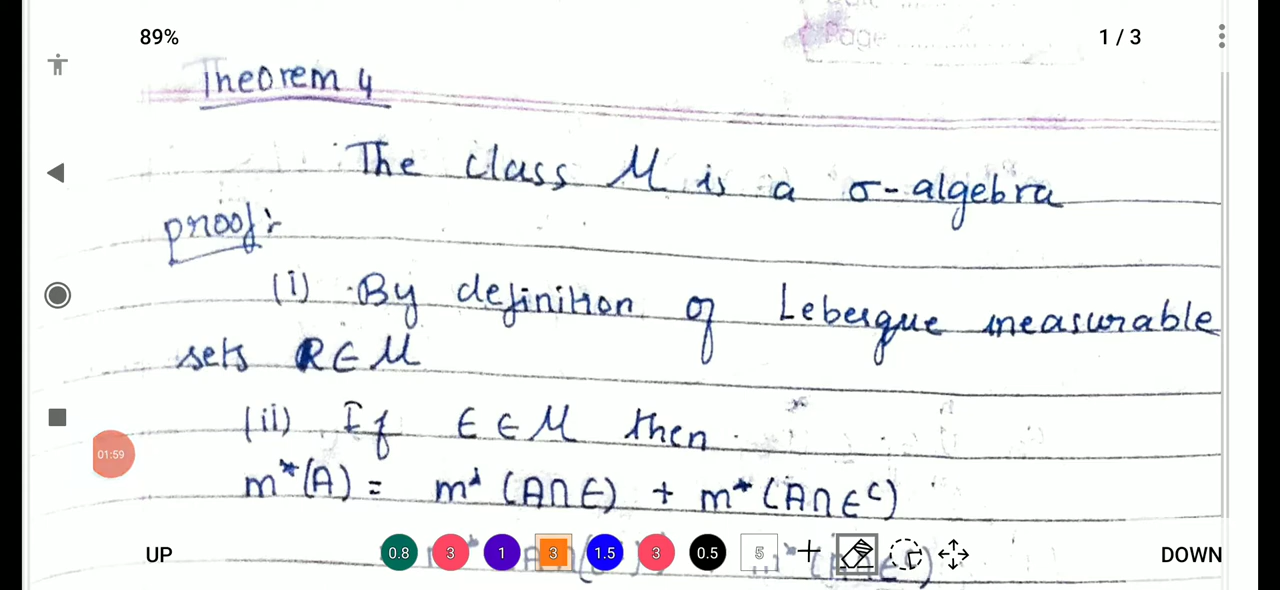 Page
89%
1 / 3
Theorem 4
The class M is a σ-algebra
proof:
(i) By definition of Lebesgue measurable
sets R ∈ M
(ii) If E ∈ M then
m*(A) = m*(A∩E) + m*(A∩E^c)
01:59
UP
0.8 3 1 3 1.5 3 0.5 5
DOWN